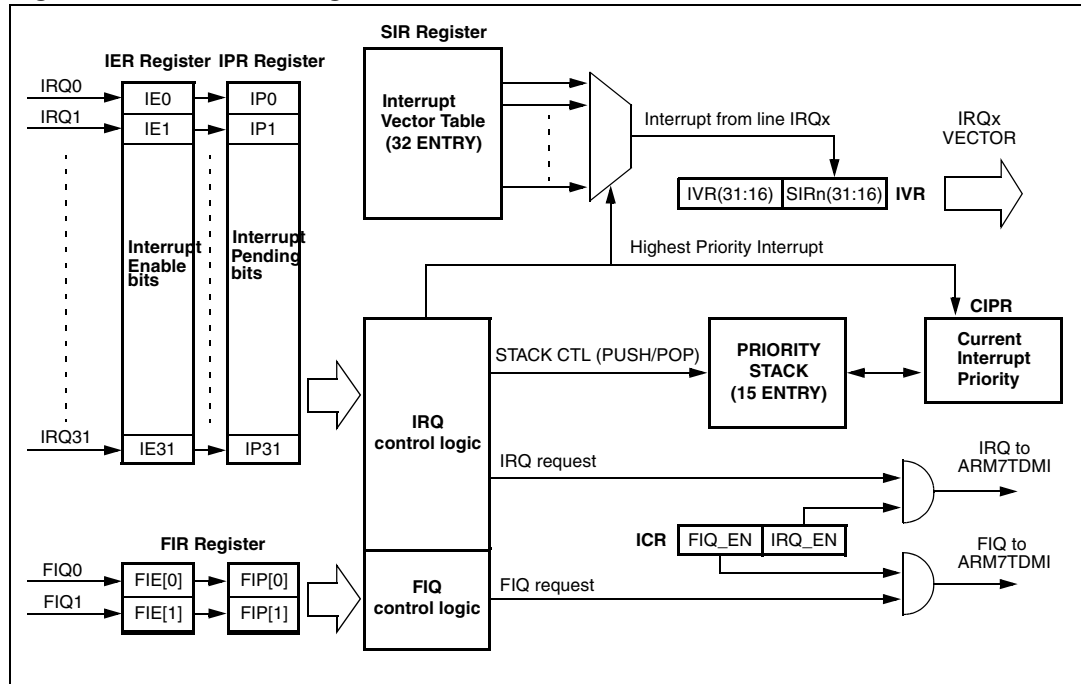 SIR Register
IER Register IPR Register
IRQ0
IE0
IP0
IRQ1
IE1
IP1
Interrupt
Vector Table
(32 ENTRY)
Interrupt from line IRQx
IRQx
VECTOR
IVR(31:16)
SIRn(31:16)
IVR
Interrupt
Enable
bits
Interrupt
Pending
bits
Highest Priority Interrupt
CIPR
STACK CTL (PUSH/POP)
PRIORITY
STACK
(15 ENTRY)
Current
Interrupt
Priority
IRQ
control logic
IRQ31
IE31
IP31
IRQ request
IRQ to
ARM7TDMI
ICR
FIQ_EN
IRQ_EN
FIR Register
FIQ0
FIE[0]
FIP[0]
FIQ1
FIE[1]
FIP[1]
FIQ
control logic
FIQ request
FIQ to
ARM7TDMI